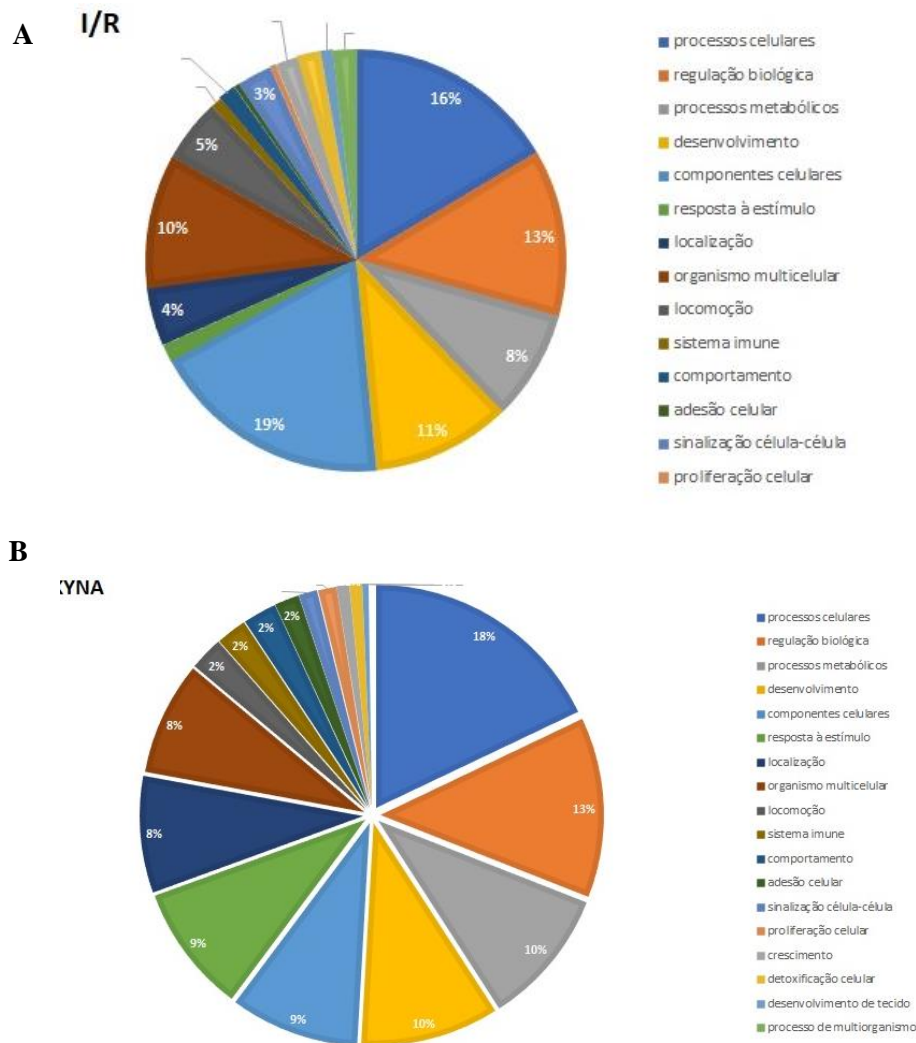 A
I/R
16%
13%
8%
11%
19%
4%
10%
5%
3%
processos celulares
regulação biológica
processos metabólicos
desenvolvimento
componentes celulares
resposta à estímulo
localização
organismo multicelular
locomoção
sistema imune
comportamento
adesão celular
sinalização célula-célula
proliferação celular
B
XYNA
18%
13%
10%
10%
9%
9%
8%
8%
2%
2%
2%
2%
processos celulares
regulação biológica
processos metabólicos
desenvolvimento
componentes celulares
resposta à estímulo
localização
organismo multicelular
locomoção
sistema imune
comportamento
adesão celular
sinalização célula-célula
proliferação celular
crescimento
detoxificação celular
desenvolvimento de tecido
processo de multiorganismo